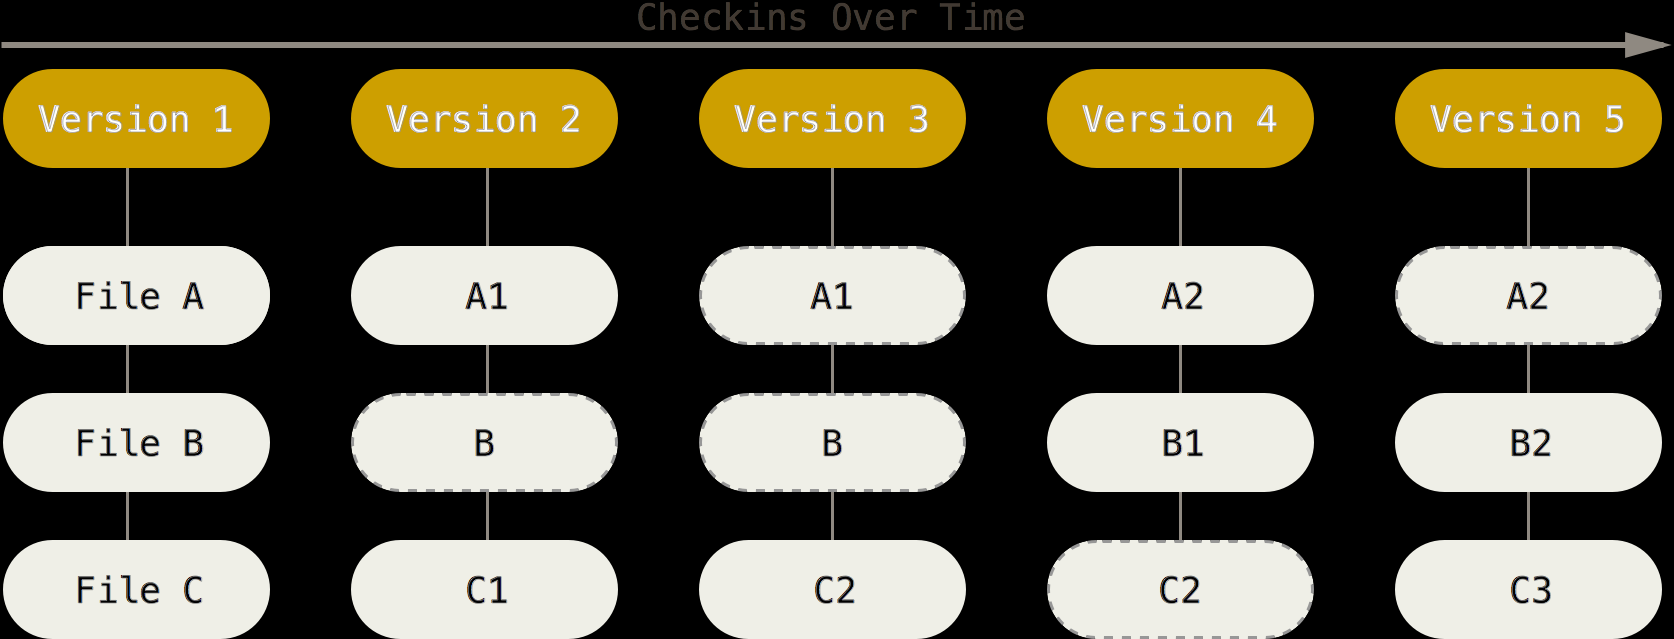 Checkins Over Time
Version 1
Version 2
Version 3
Version 4
Version 5
File A
A1
A1
A2
A2
File B
B
B
B1
B2
File C
C1
C2
C2
C3